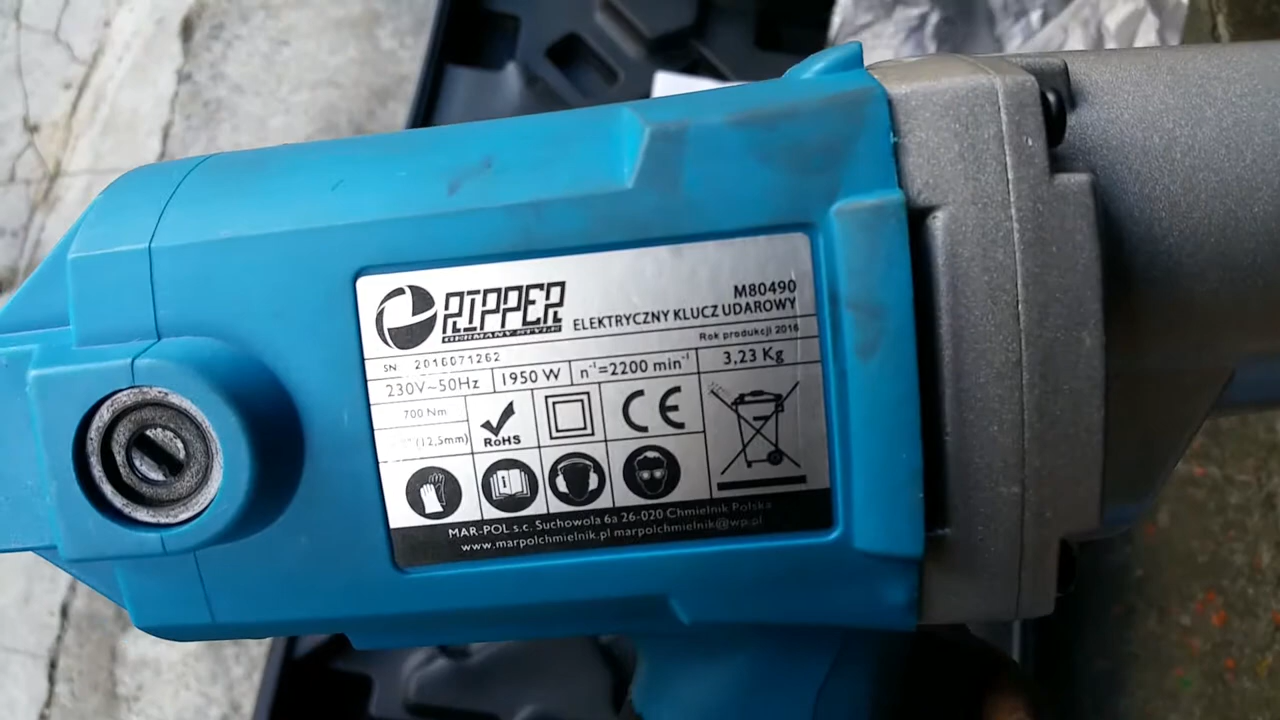 RIPPER
GERMANY STYLE
M80490
ELEKTRYCZNY KLUCZ UDAROWY
Rok produkcji 2016
SN 2016071262
230V~50Hz
1950 W
n⁻¹=2200 min⁻¹
3,23 Kg
700 Nm
(12,5mm)
RoHS
CE
MAR-POL s.c. Suchowola 6a 26-020 Chmielnik Polska
www.marpolchmielnik.pl marpolchmielnik@wp.pl